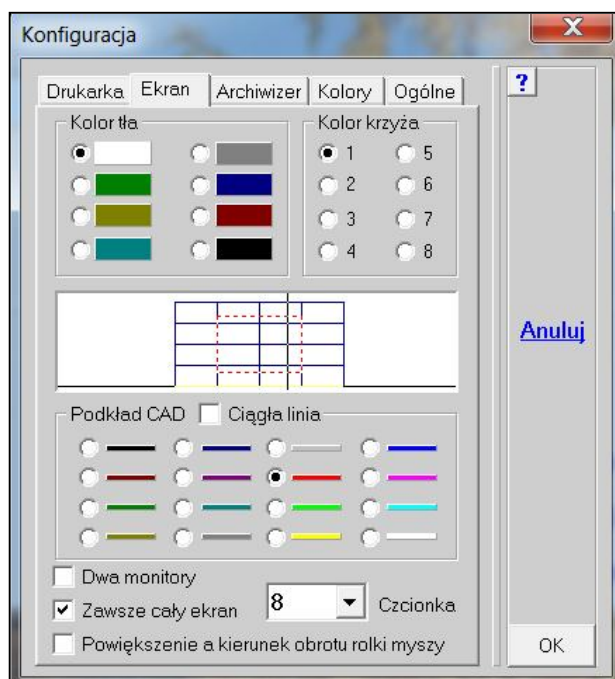 Konfiguracja
Drukarka Ekran Archiwizer Kolory Ogólne
?
Kolor tła
Kolor krzyża
1 5
2 6
3 7
4 8
Anuluj
Podkład CAD Ciągła linia
Dwa monitory
Zawsze cały ekran
8 Czcionka
Powiększenie a kierunek obrotu rolki myszy
OK